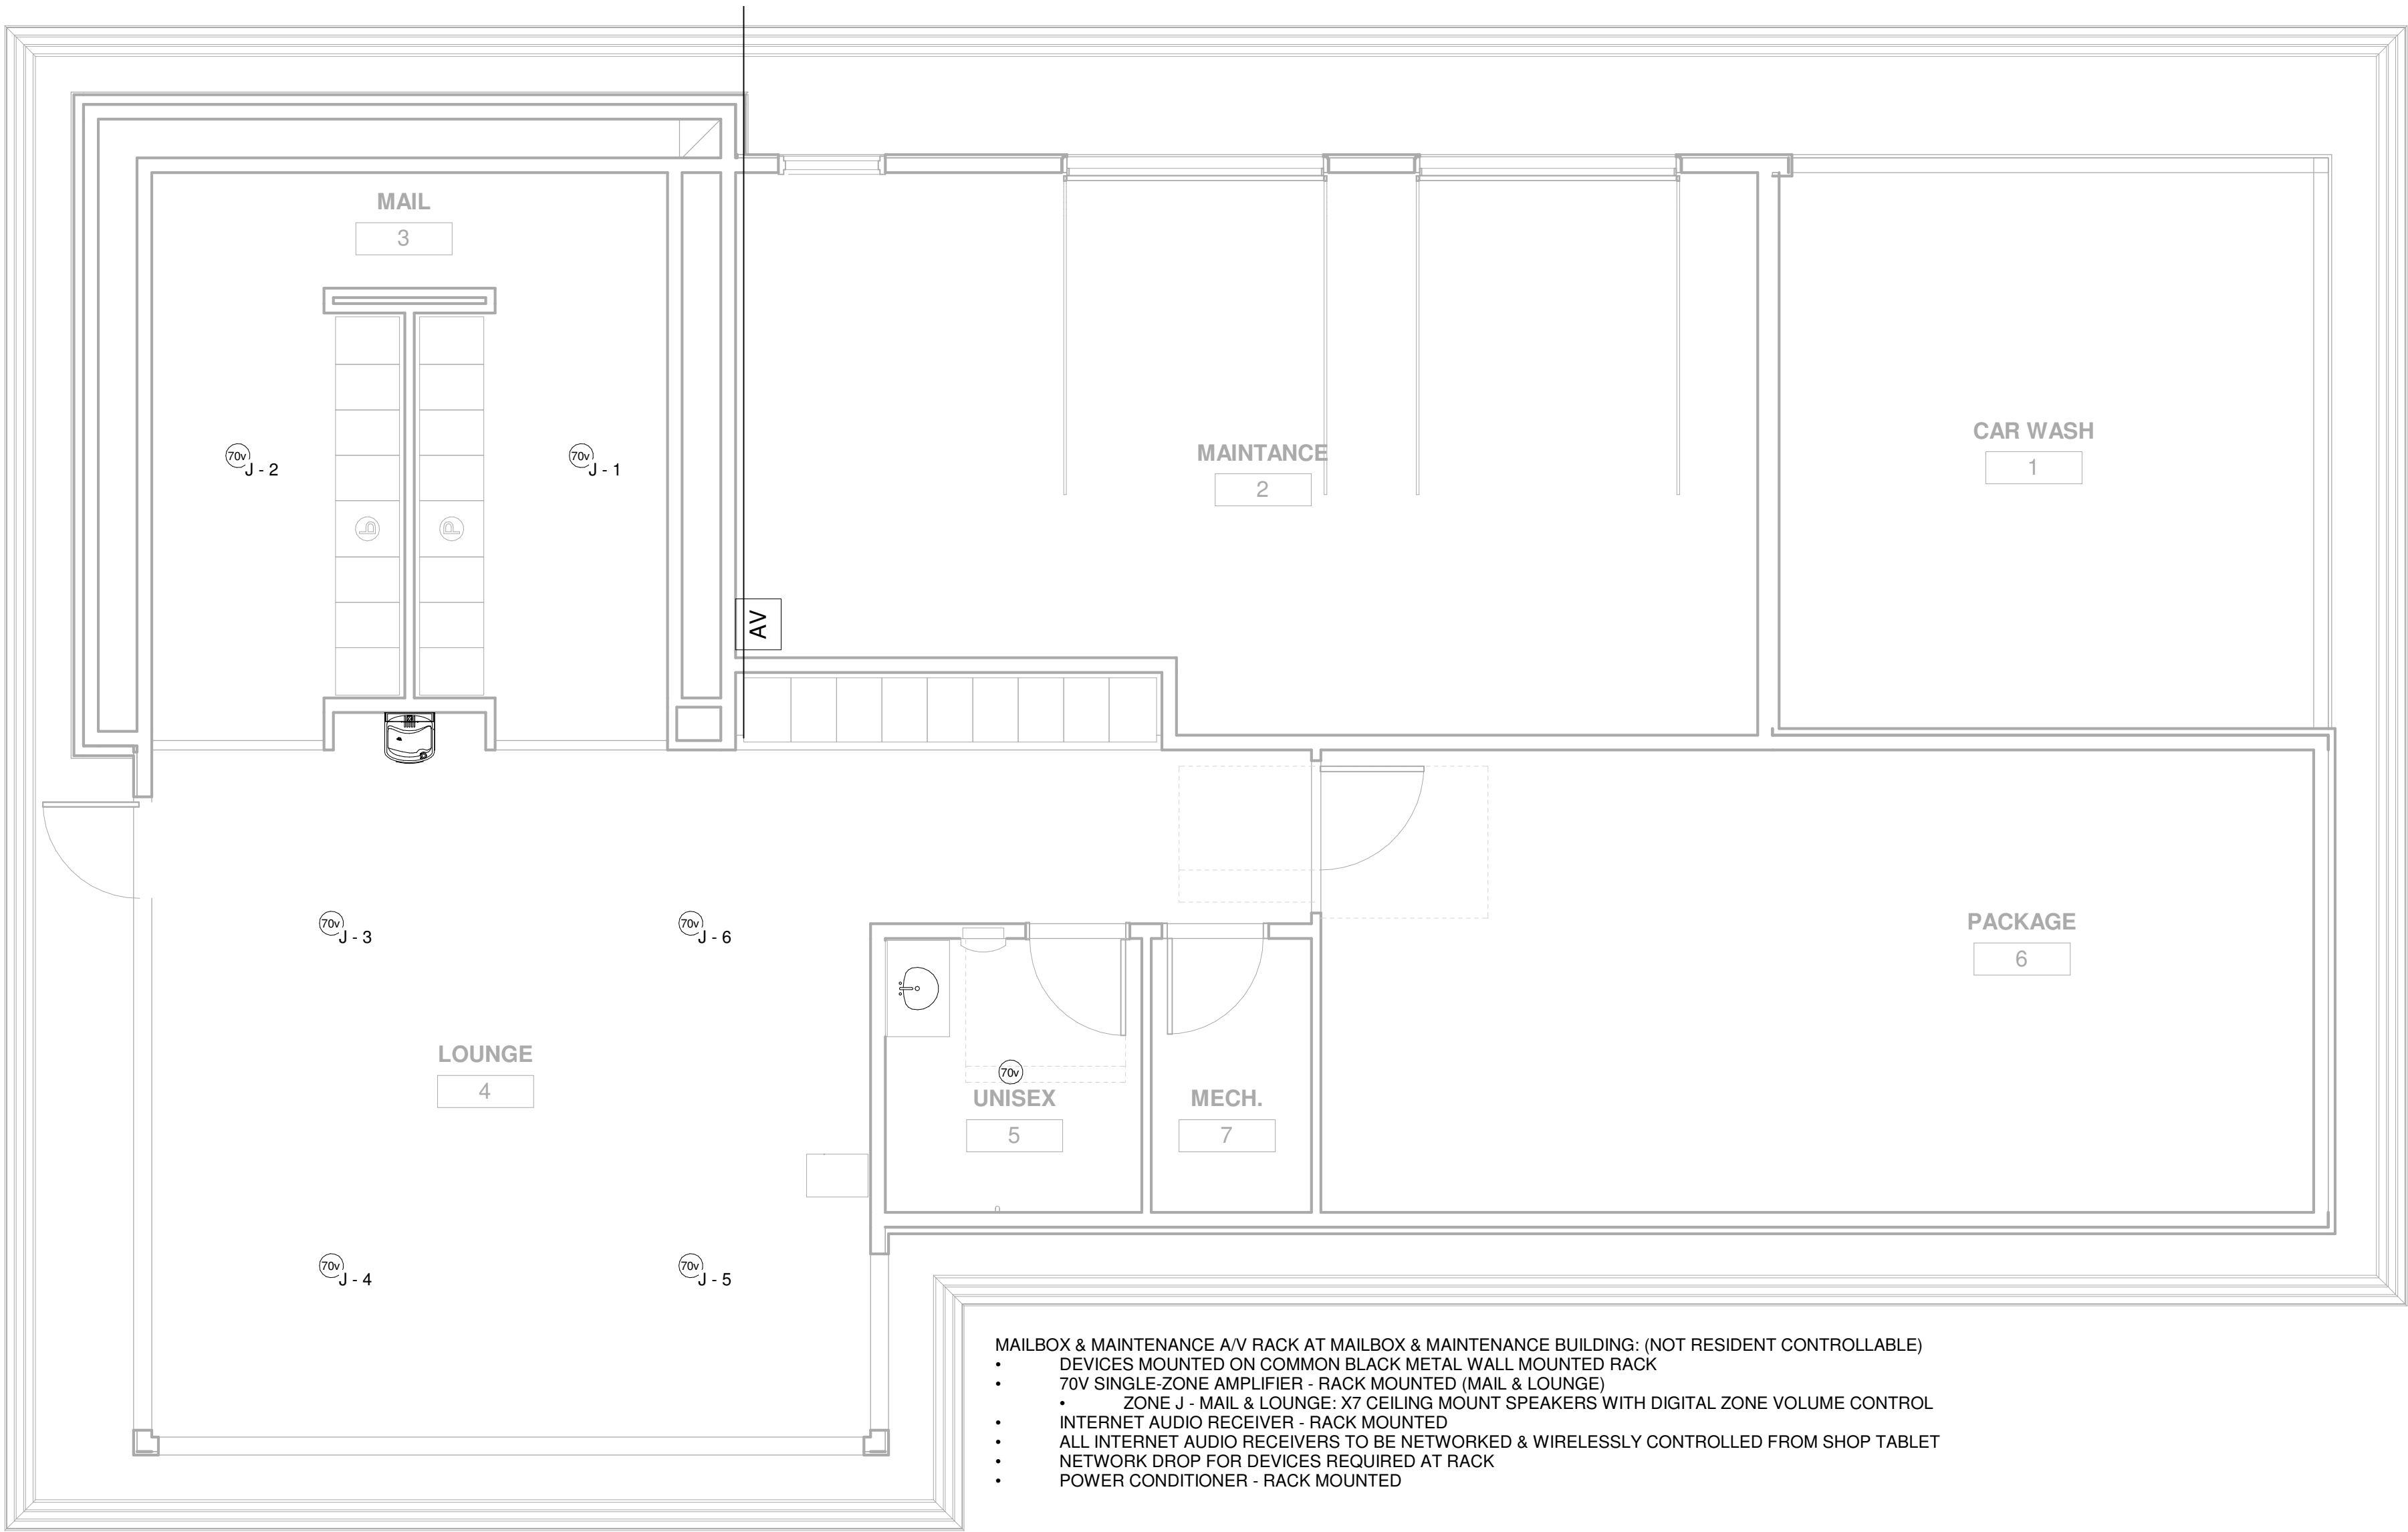 MAIL
3
70v
J - 2
70v
J - 1
MAINTANCE
2
CAR WASH
1
P
P
AV
70v
J - 3
70v
J - 6
PACKAGE
6
LOUNGE
4
70v
UNISEX
5
MECH.
7
70v
J - 4
70v
J - 5
MAILBOX & MAINTENANCE A/V RACK AT MAILBOX & MAINTENANCE BUILDING: (NOT RESIDENT CONTROLLABLE)
• DEVICES MOUNTED ON COMMON BLACK METAL WALL MOUNTED RACK
• 70V SINGLE-ZONE AMPLIFIER - RACK MOUNTED (MAIL & LOUNGE)
• ZONE J - MAIL & LOUNGE: X7 CEILING MOUNT SPEAKERS WITH DIGITAL ZONE VOLUME CONTROL
• INTERNET AUDIO RECEIVER - RACK MOUNTED
• ALL INTERNET AUDIO RECEIVERS TO BE NETWORKED & WIRELESSLY CONTROLLED FROM SHOP TABLET
• NETWORK DROP FOR DEVICES REQUIRED AT RACK
• POWER CONDITIONER - RACK MOUNTED